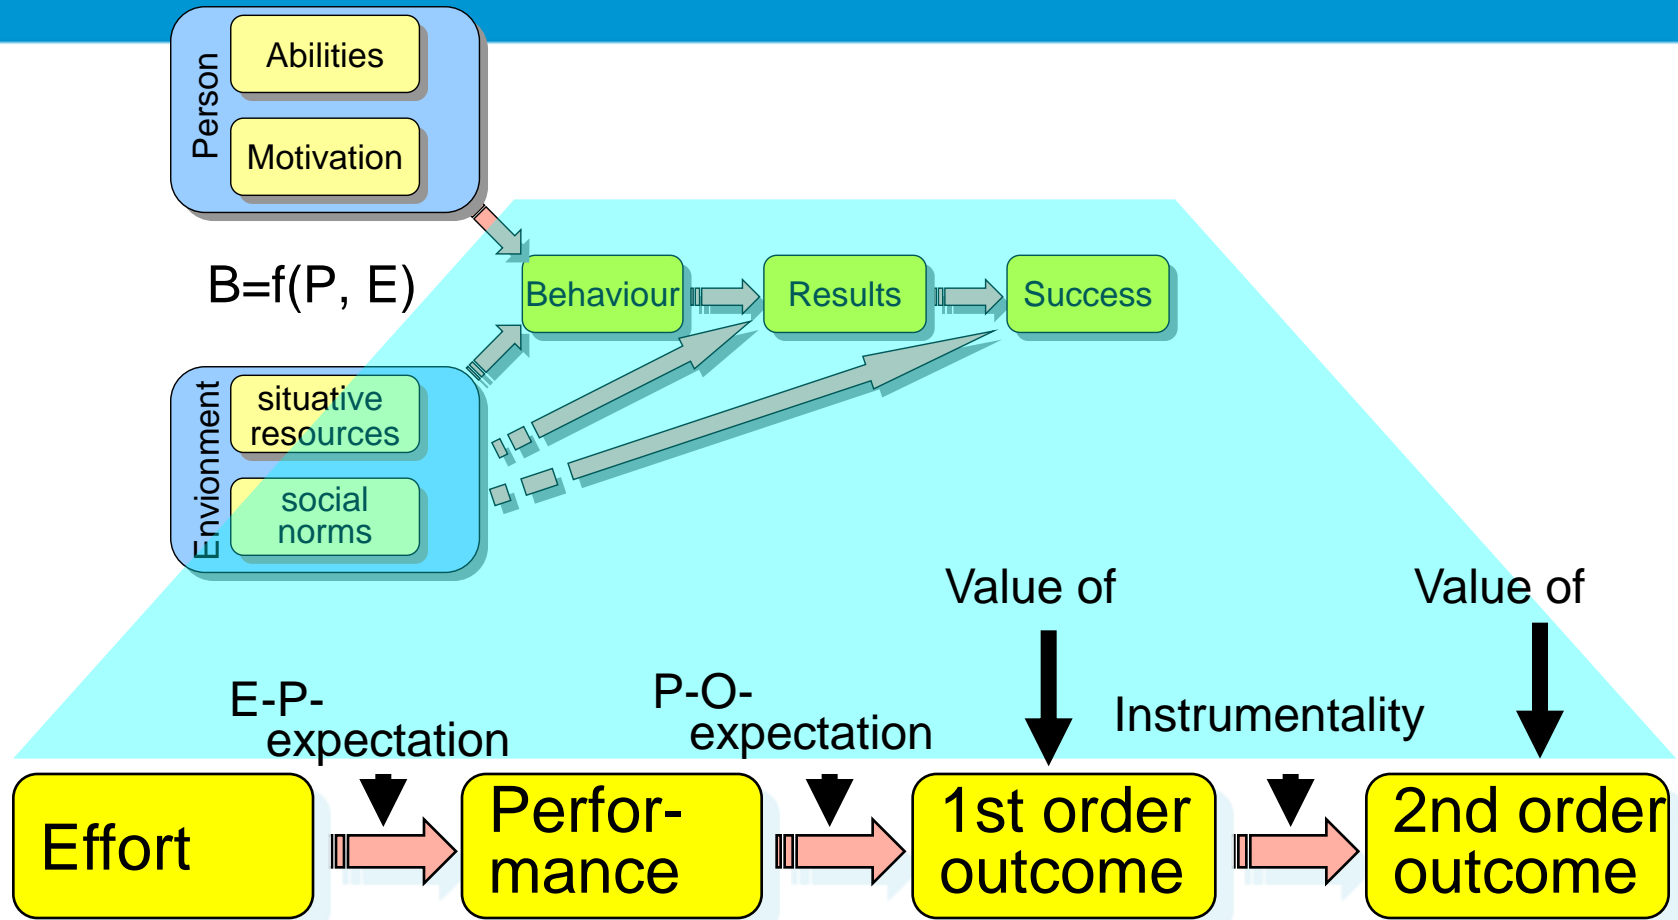 Person
Abilities
Motivation
B=f(P, E)
Behaviour
Results
Success
Envionment
situative
resources
social
norms
Value of
Value of
E-P-
expectation
P-O-
expectation
Instrumentality
Effort
Perfor-
mance
1st order
outcome
2nd order
outcome